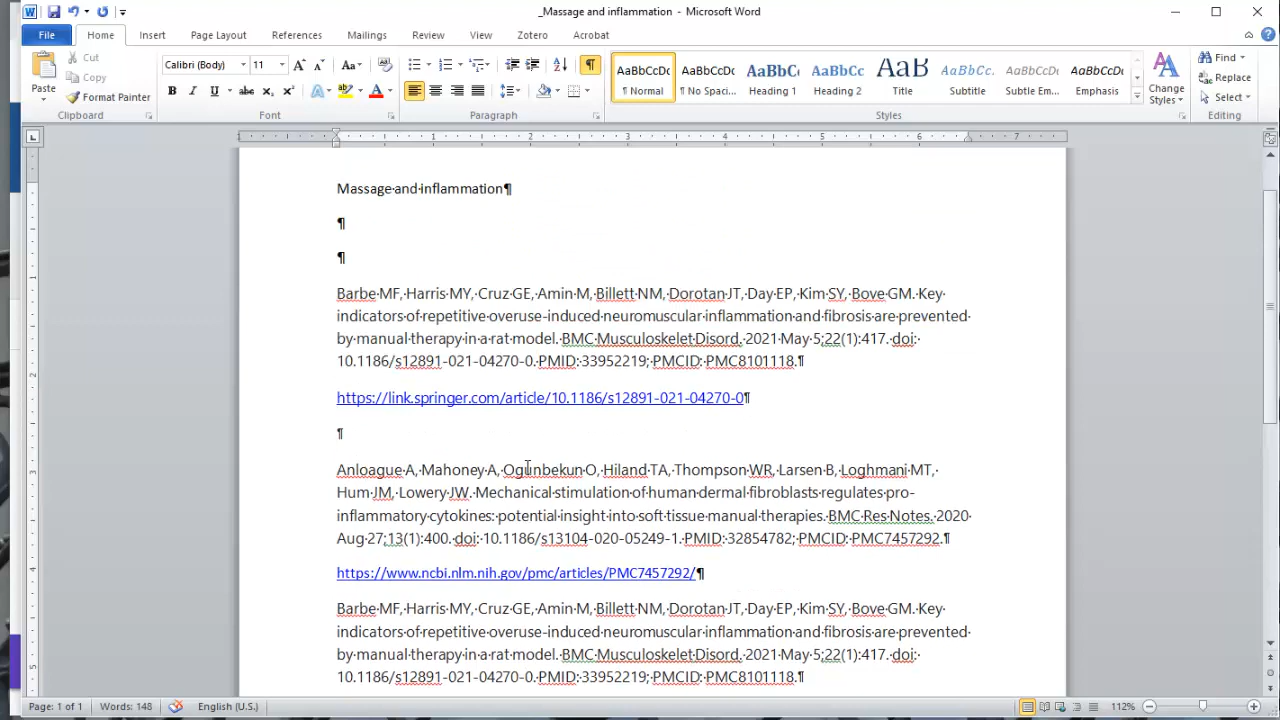 _Massage and inflammation - Microsoft Word
File Home Insert Page Layout References Mailings Review View Zotero Acrobat
Paste
Cut
Copy
Format Painter
Clipboard
Calibri (Body) 11
Font
Paragraph
AaBbCcDc ¶ Normal
AaBbCcDc ¶ No Spaci...
AaBbC Heading 1
AaBbCc Heading 2
AaB Title
AaBbCc. Subtitle
AaBbCcDc Subtle Em...
AaBbCcDc Emphasis
Change Styles
Styles
Find
Replace
Select
Editing
Massage·and·inflammation¶
¶
¶
Barbe·MF,·Harris·MY,·Cruz·GE,·Amin·M,·Billett·NM,·Dorotan·JT,·Day·EP,·Kim·SY,·Bove·GM.·Key·
indicators·of·repetitive·overuse-induced·neuromuscular·inflammation·and·fibrosis·are·prevented·
by·manual·therapy·in·a·rat·model.·BMC·Musculoskelet·Disord.·2021·May·5;22(1):417.·doi:·
10.1186/s12891-021-04270-0.·PMID:·33952219;·PMCID:·PMC8101118.¶
https://link.springer.com/article/10.1186/s12891-021-04270-0¶
¶
Anloague·A,·Mahoney·A,·Ogunbekun·O,·Hiland·TA,·Thompson·WR,·Larsen·B,·Loghmani·MT,·
Hum·JM,·Lowery·JW.·Mechanical·stimulation·of·human·dermal·fibroblasts·regulates·pro-
inflammatory·cytokines:·potential·insight·into·soft·tissue·manual·therapies.·BMC·Res·Notes.·2020·
Aug·27;13(1):400.·doi:·10.1186/s13104-020-05249-1.·PMID:·32854782;·PMCID:·PMC7457292.¶
https://www.ncbi.nlm.nih.gov/pmc/articles/PMC7457292/¶
Barbe·MF,·Harris·MY,·Cruz·GE,·Amin·M,·Billett·NM,·Dorotan·JT,·Day·EP,·Kim·SY,·Bove·GM.·Key·
indicators·of·repetitive·overuse-induced·neuromuscular·inflammation·and·fibrosis·are·prevented·
by·manual·therapy·in·a·rat·model.·BMC·Musculoskelet·Disord.·2021·May·5;22(1):417.·doi:·
10.1186/s12891-021-04270-0.·PMID:·33952219;·PMCID:·PMC8101118.¶
Page: 1 of 1 Words: 148 English (U.S.) 112%